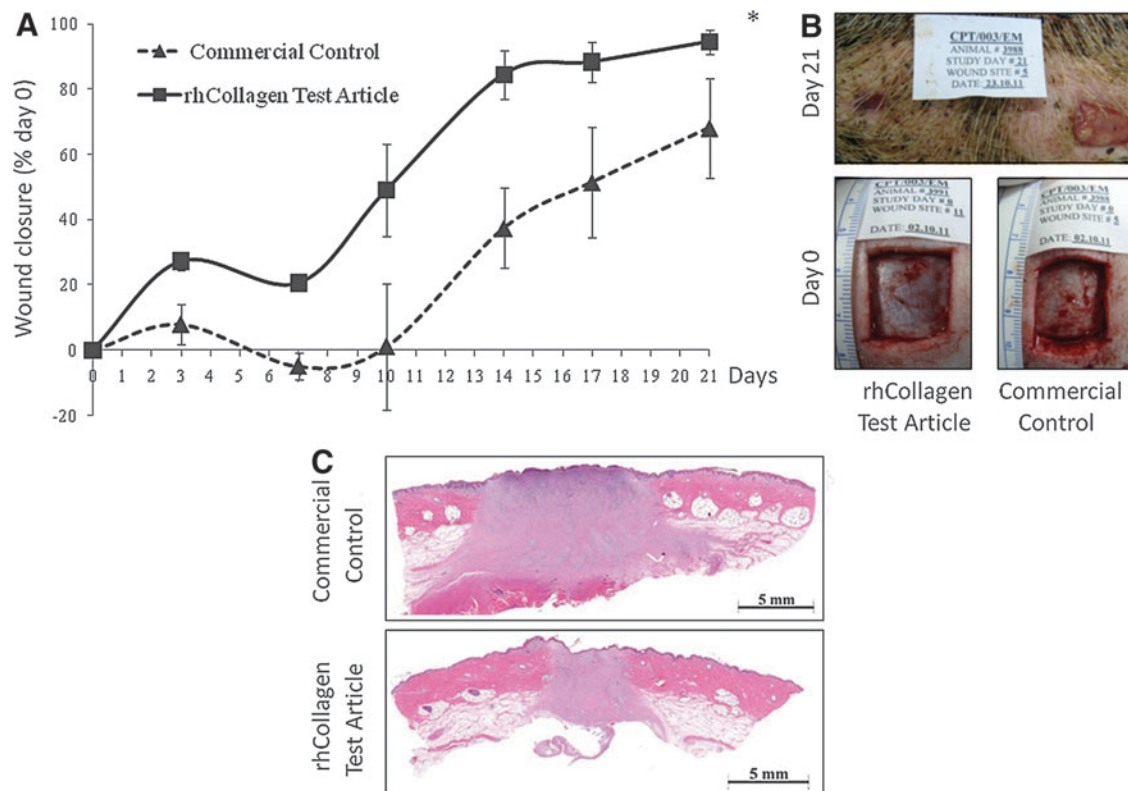 A
Wound closure (% day 0)
100
80
60
40
20
0
-20
Commercial Control
rhCollagen Test Article
*
0 1 2 3 4 5 6 7 8 9 10 11 12 13 14 15 16 17 18 19 20 21 Days
B
Day 21
CPT/003/EM
ANIMAL # 3988
STUDY DAY # 21
WOUND SITE # 5
DATE: 23.10.11
Day 0
CPT/003/EM
ANIMAL # 3991
STUDY DAY # 0
WOUND SITE # 11
DATE: 02.10.11
CPT/003/EM
ANIMAL # 3988
STUDY DAY # 0
WOUND SITE # 5
DATE: 02.10.11
rhCollagen
Test Article
Commercial
Control
C
Commercial
Control
5 mm
rhCollagen
Test Article
5 mm